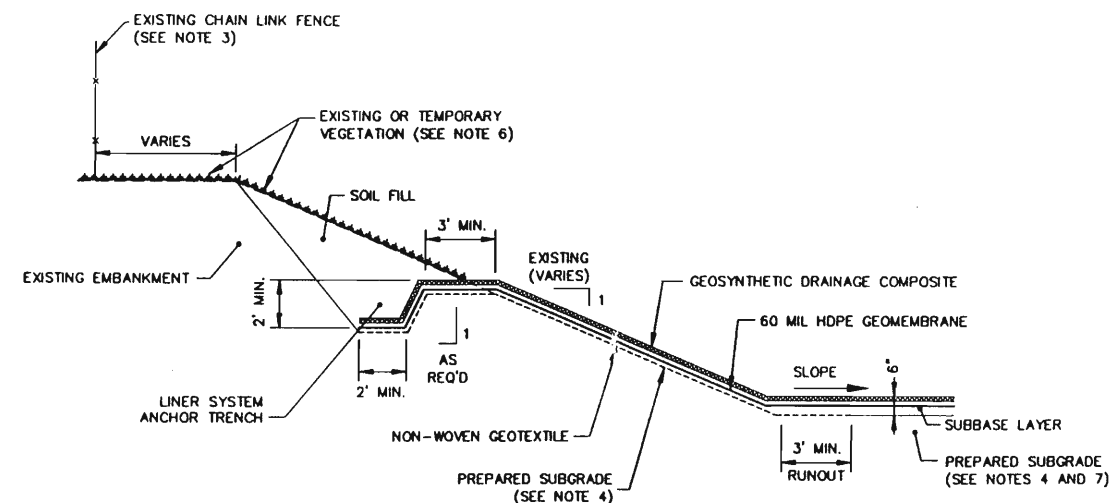 EXISTING CHAIN LINK FENCE
(SEE NOTE 3)
EXISTING OR TEMPORARY
VEGETATION (SEE NOTE 6)
VARIES
SOIL FILL
3' MIN.
EXISTING
(VARIES)
1
EXISTING EMBANKMENT
GEOSYNTHETIC DRAINAGE COMPOSITE
2' MIN.
60 MIL HDPE GEOMEMBRANE
1
AS
REQ'D
SLOPE
6"
2' MIN.
LINER SYSTEM
ANCHOR TRENCH
SUBBASE LAYER
NON-WOVEN GEOTEXTILE
3' MIN.
RUNOUT
PREPARED SUBGRADE
(SEE NOTES 4 AND 7)
PREPARED SUBGRADE
(SEE NOTE 4)